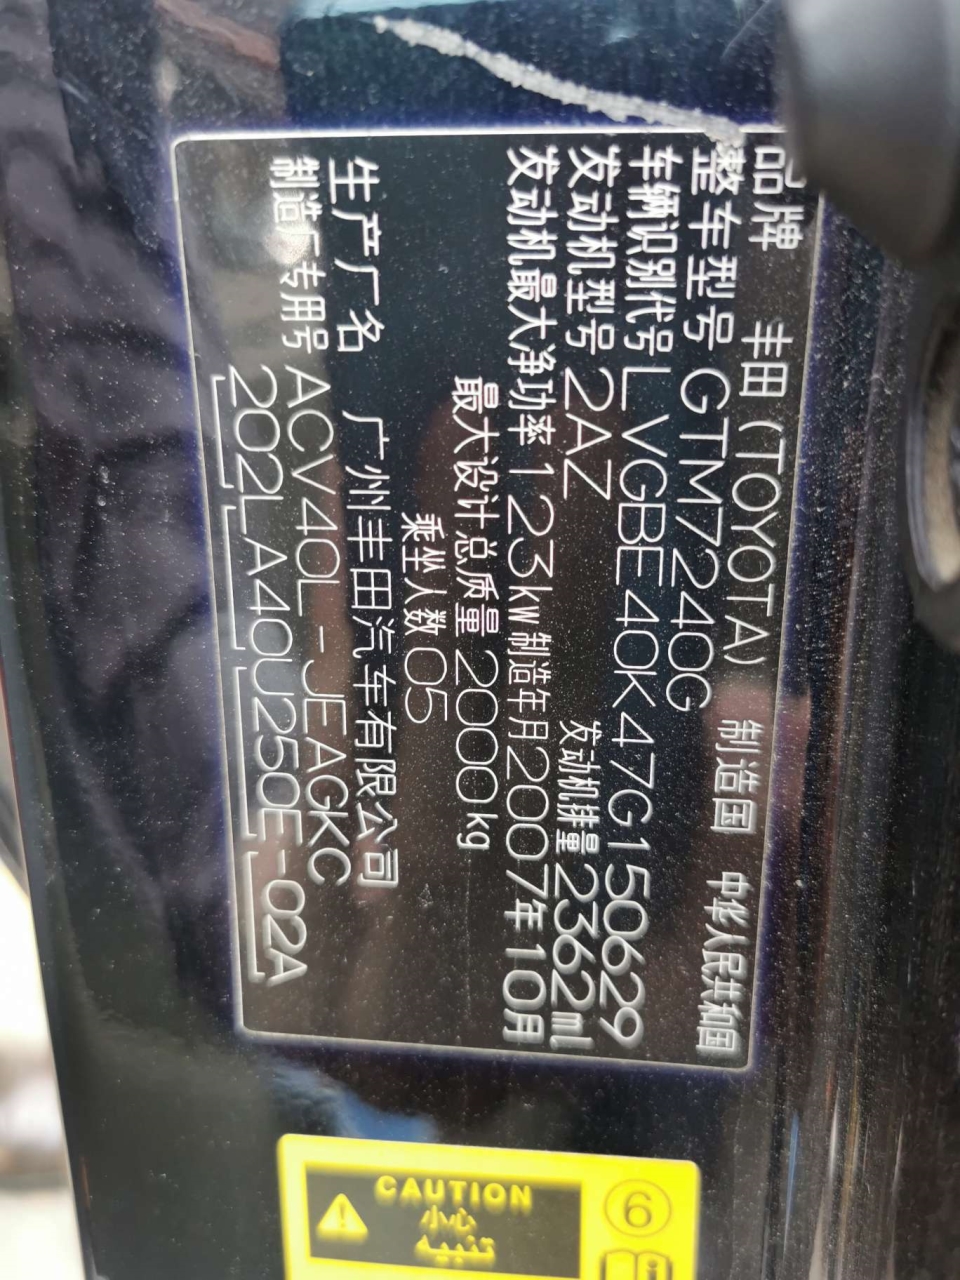 品牌 丰田(TOYOTA) 制造国 中华人民共和国
整车型号 GTM7240G
车辆识别代号 LVGBE40K47G150629
发动机型号 2AZ 发动机排量 2362ml
发动机最大净功率 123kw 制造年月 2007年10月
最大设计总质量 2000kg
乘坐人数 05
生产厂名 广州丰田汽车有限公司
制造厂专用号 ACV40L-JEAGKC
202LA40U250E-02A
CAUTION
小心
تنبيه
6